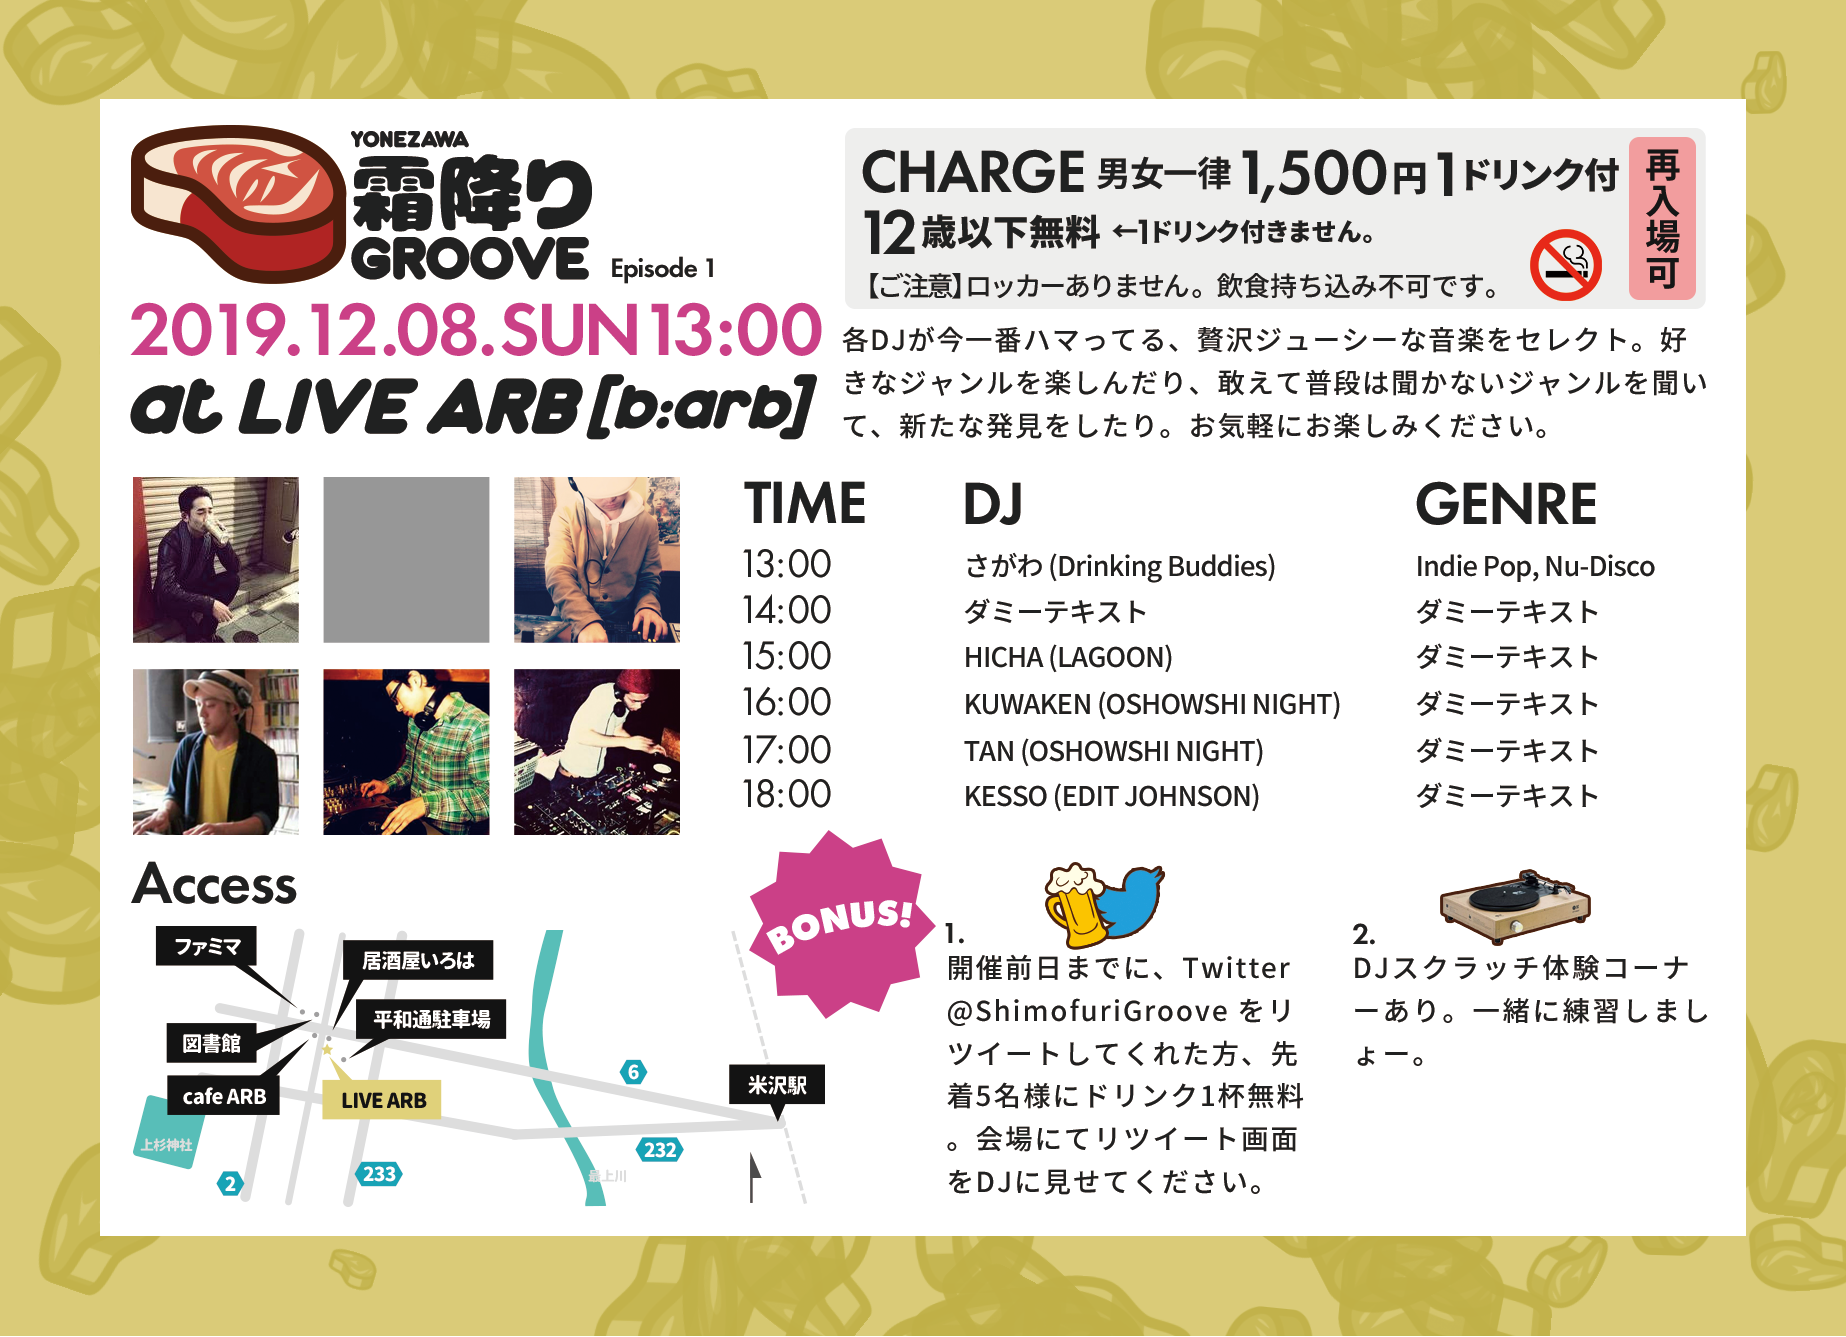 YONEZAWA
霜降り
GROOVE
Episode 1
2019.12.08.SUN 13:00
at LIVE ARB [b:arb]
CHARGE 男女一律 1,500円 1ドリンク付
12歳以下無料 ←1ドリンク付きません。
【ご注意】ロッカーありません。飲食持ち込み不可です。
再入場可
各DJが今一番ハマってる、贅沢ジューシーな音楽をセレクト。好
きなジャンルを楽しんだり、敢えて普段は聞かないジャンルを聞い
て、新たな発見をしたり。お気軽にお楽しみください。
TIME DJ GENRE
13:00 さがわ (Drinking Buddies) Indie Pop, Nu-Disco
14:00 ダミーテキスト ダミーテキスト
15:00 HICHA (LAGOON) ダミーテキスト
16:00 KUWAKEN (OSHOWSHI NIGHT) ダミーテキスト
17:00 TAN (OSHOWSHI NIGHT) ダミーテキスト
18:00 KESSO (EDIT JOHNSON) ダミーテキスト
Access
ファミマ
居酒屋いろは
平和通駐車場
図書館
cafe ARB
LIVE ARB
上杉神社
米沢駅
最上川
6
232
233
2
BONUS!
1.
開催前日までに、Twitter
@ShimofuriGroove をリ
ツイートしてくれた方、先
着5名様にドリンク1杯無料
。会場にてリツイート画面
をDJに見せてください。
2.
DJスクラッチ体験コーナ
ーあり。一緒に練習しまし
ょー。